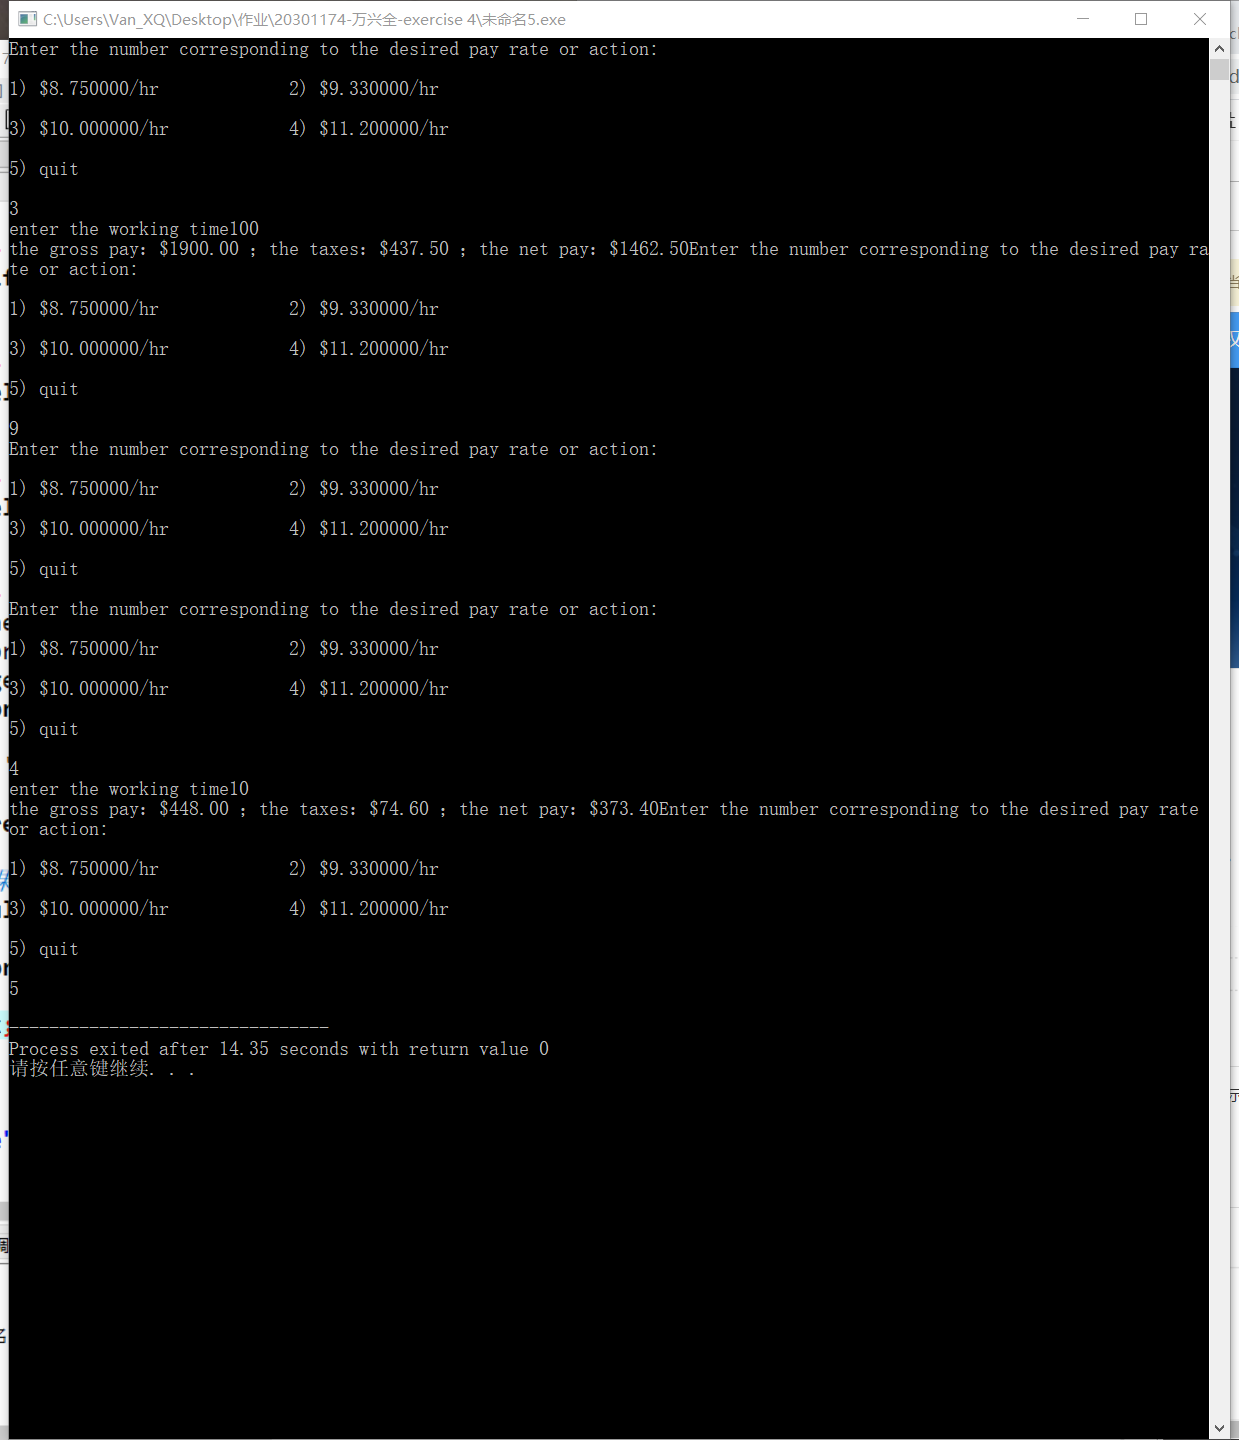 C:\Users\Van_XQ\Desktop\作业\20301174-万兴全-exercise 4\未命名5.exe
Enter the number corresponding to the desired pay rate or action:
1) $8.750000/hr 2) $9.330000/hr
3) $10.000000/hr 4) $11.200000/hr
5) quit
3
enter the working time100
the gross pay: $1900.00 ; the taxes: $437.50 ; the net pay: $1462.50Enter the number corresponding to the desired pay ra
te or action:
1) $8.750000/hr 2) $9.330000/hr
3) $10.000000/hr 4) $11.200000/hr
5) quit
9
Enter the number corresponding to the desired pay rate or action:
1) $8.750000/hr 2) $9.330000/hr
3) $10.000000/hr 4) $11.200000/hr
5) quit
Enter the number corresponding to the desired pay rate or action:
1) $8.750000/hr 2) $9.330000/hr
3) $10.000000/hr 4) $11.200000/hr
5) quit
4
enter the working time10
the gross pay: $448.00 ; the taxes: $74.60 ; the net pay: $373.40Enter the number corresponding to the desired pay rate
or action:
1) $8.750000/hr 2) $9.330000/hr
3) $10.000000/hr 4) $11.200000/hr
5) quit
5
--------------------------------
Process exited after 14.35 seconds with return value 0
请按任意键继续. . .